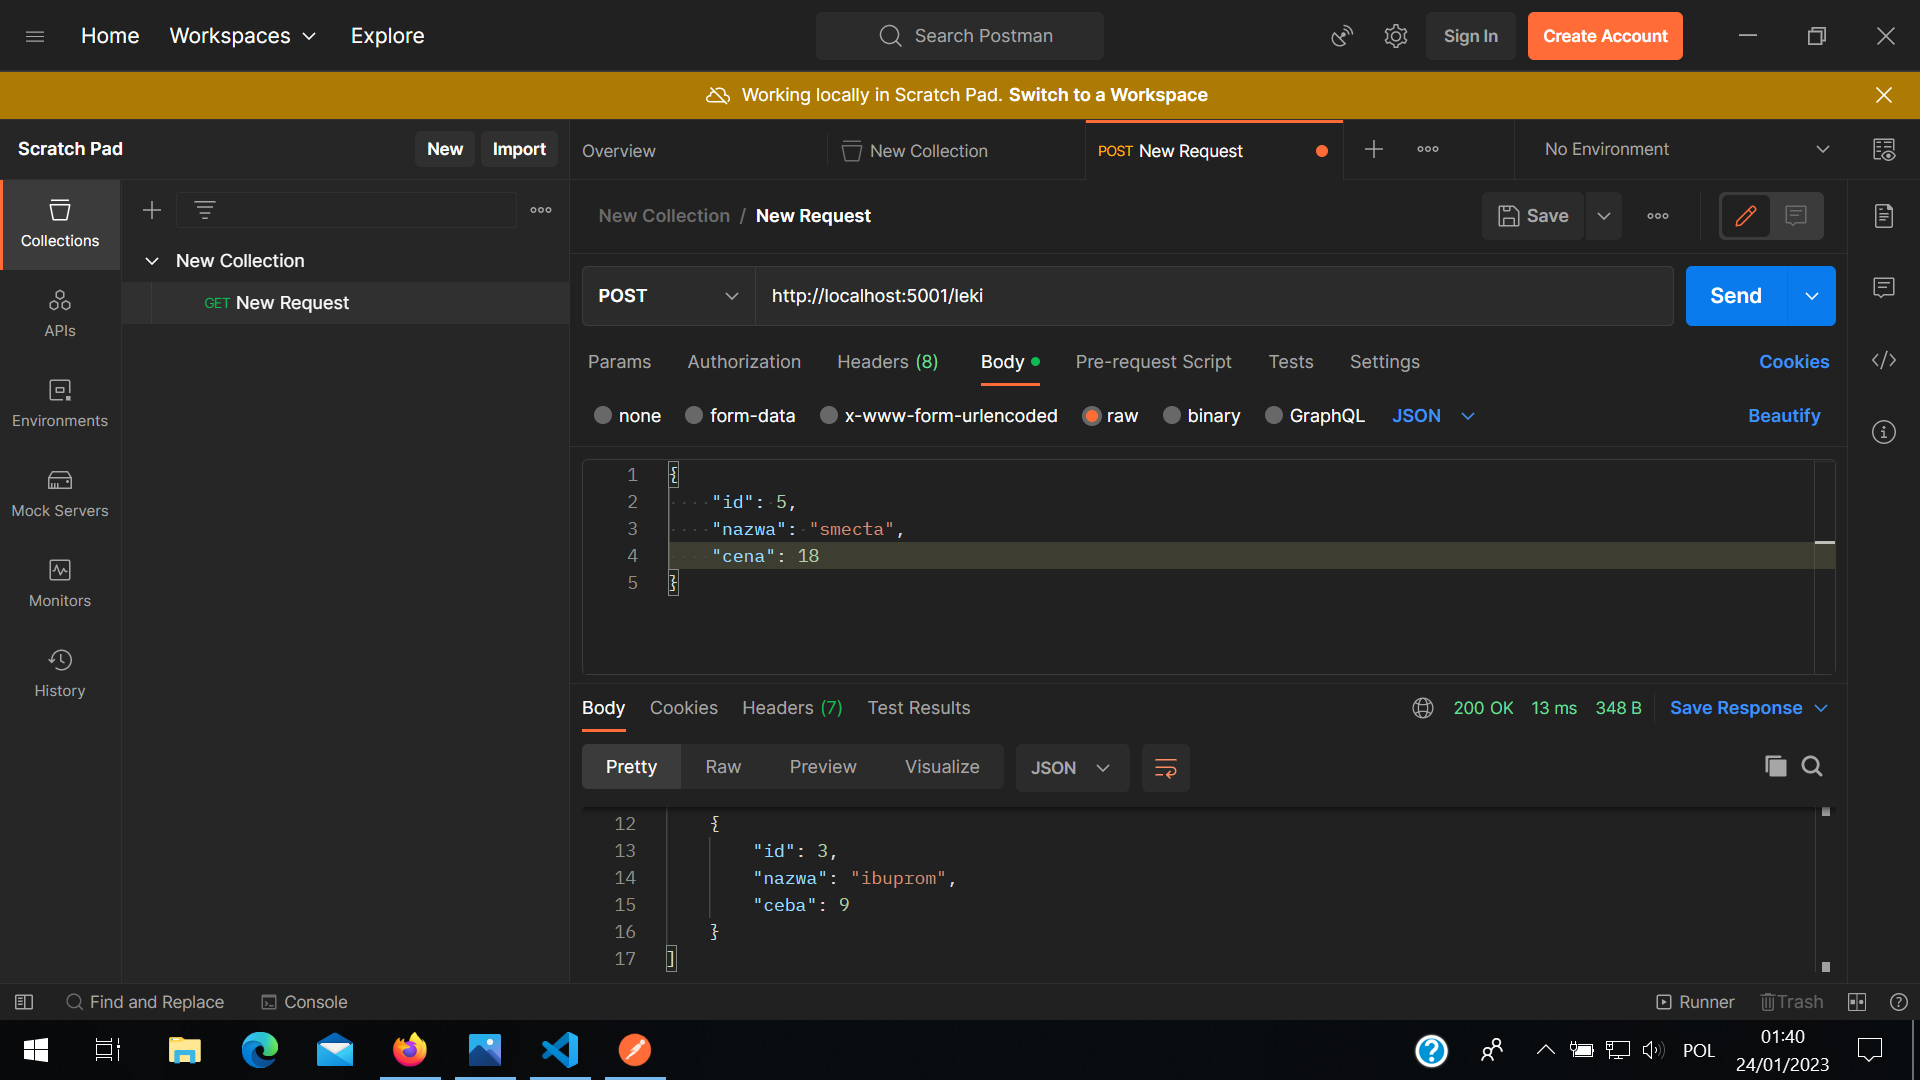 Home
Workspaces
Explore
Search Postman
Sign In
Create Account
Working locally in Scratch Pad. Switch to a Workspace
Scratch Pad
New
Import
Overview
New Collection
POST New Request
No Environment
Collections
APIs
Environments
Mock Servers
Monitors
History
New Collection
GET New Request
New Collection / New Request
Save
POST
http://localhost:5001/leki
Send
Params
Authorization
Headers (8)
Body
Pre-request Script
Tests
Settings
Cookies
none
form-data
x-www-form-urlencoded
raw
binary
GraphQL
JSON
Beautify
1 {
2 "id": 5,
3 "nazwa": "smecta",
4 "cena": 18
5 }
Body
Cookies
Headers (7)
Test Results
200 OK
13 ms
348 B
Save Response
Pretty
Raw
Preview
Visualize
JSON
12 {
13 "id": 3,
14 "nazwa": "ibuprom",
15 "ceba": 9
16 }
17 ]
Find and Replace
Console
Runner
Trash
POL
01:40
24/01/2023